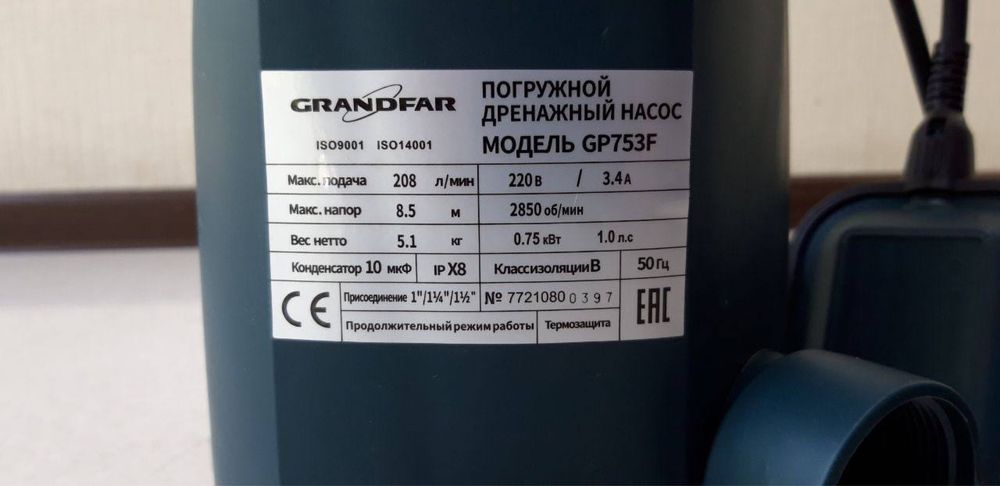 GRANDFAR
ISO9001 ISO14001
ПОГРУЖНОЙ
ДРЕНАЖНЫЙ НАСОС
МОДЕЛЬ GP753F
Макс. подача 208 л/мин 220 В / 3.4 А
Макс. напор 8.5 м 2850 об/мин
Вес нетто 5.1 кг 0.75 кВт 1.0 л.с
Конденсатор 10 мкФ IP X8 Класс изоляции B 50 Гц
CE Присоединение 1"/1¼"/1½" № 7721080 0397 EAC
Продолжительный режим работы Термозащита